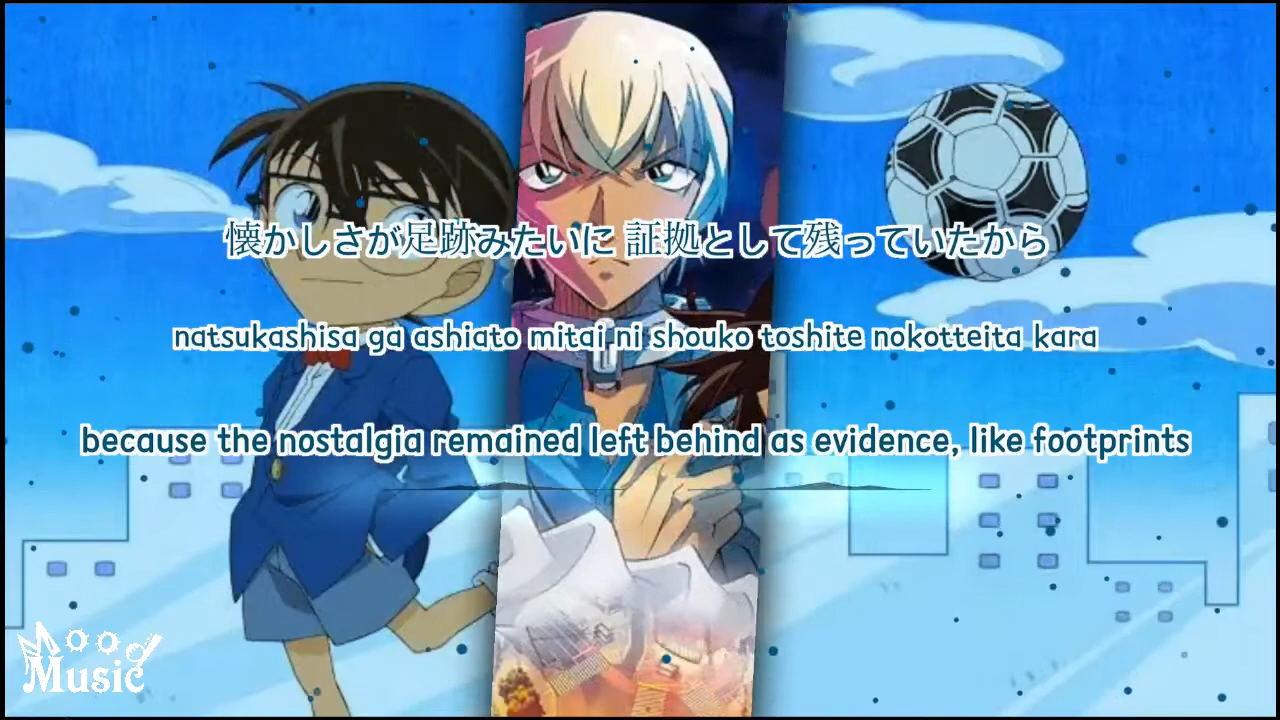 懐かしさが足跡みたいに 証拠として残っていたから
natsukashisa ga ashiato mitai ni shouko toshite nokotteita kara
because the nostalgia remained left behind as evidence, like footprints
Mood
Music